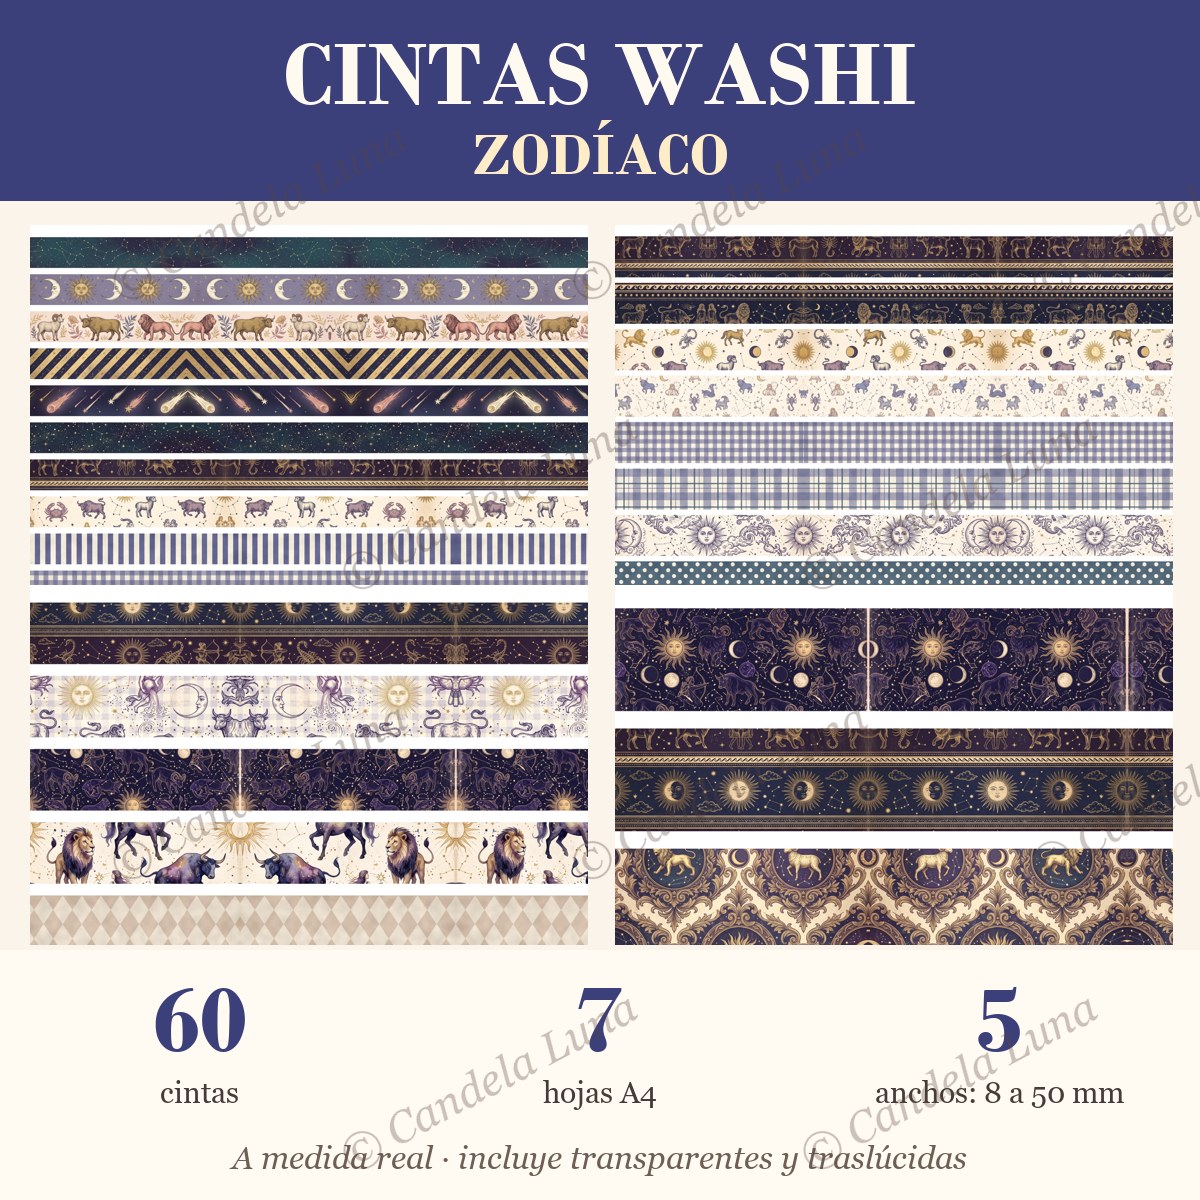 CINTAS WASHI
ZODÍACO
60
cintas
7
hojas A4
5
anchos: 8 a 50 mm
A medida real · incluye transparentes y traslúcidas
© Candela Luna